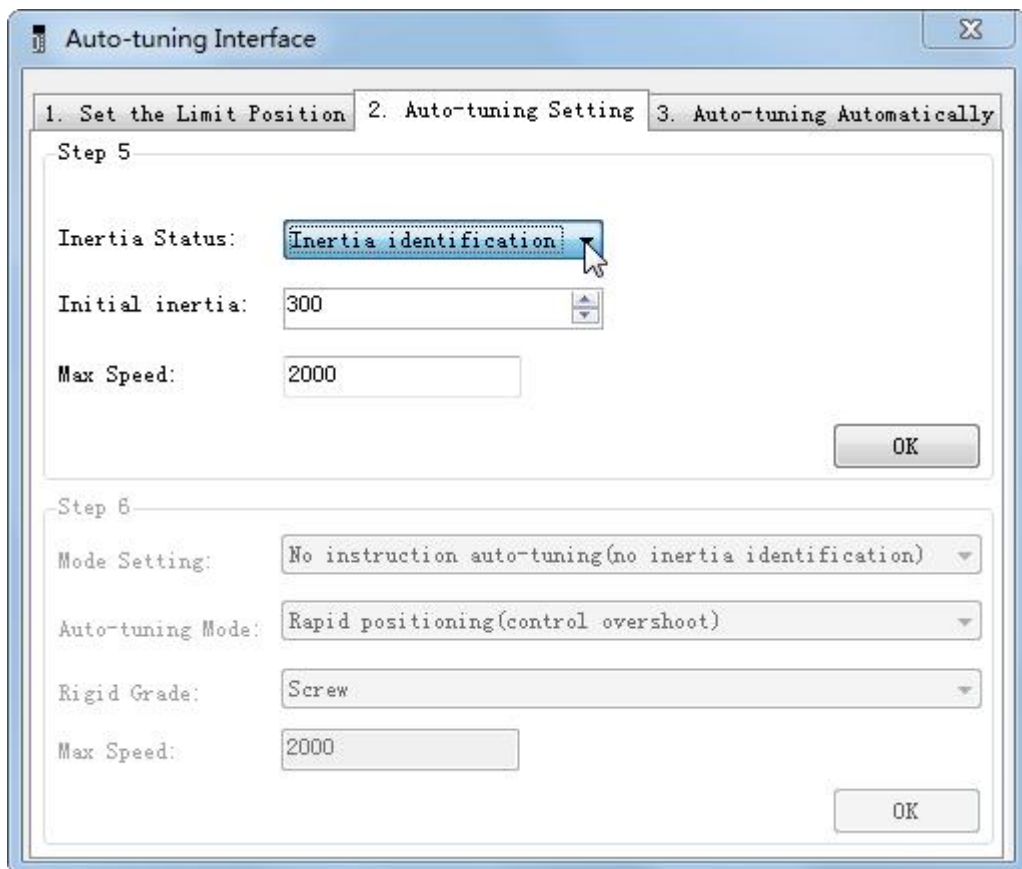 Auto-tuning Interface
1. Set the Limit Position 2. Auto-tuning Setting 3. Auto-tuning Automatically
Step 5
Inertia Status: Inertia identification
Initial inertia: 300
Max Speed: 2000
OK
Step 6
Mode Setting: No instruction auto-tuning(no inertia identification)
Auto-tuning Mode: Rapid positioning(control overshoot)
Rigid Grade: Screw
Max Speed: 2000
OK